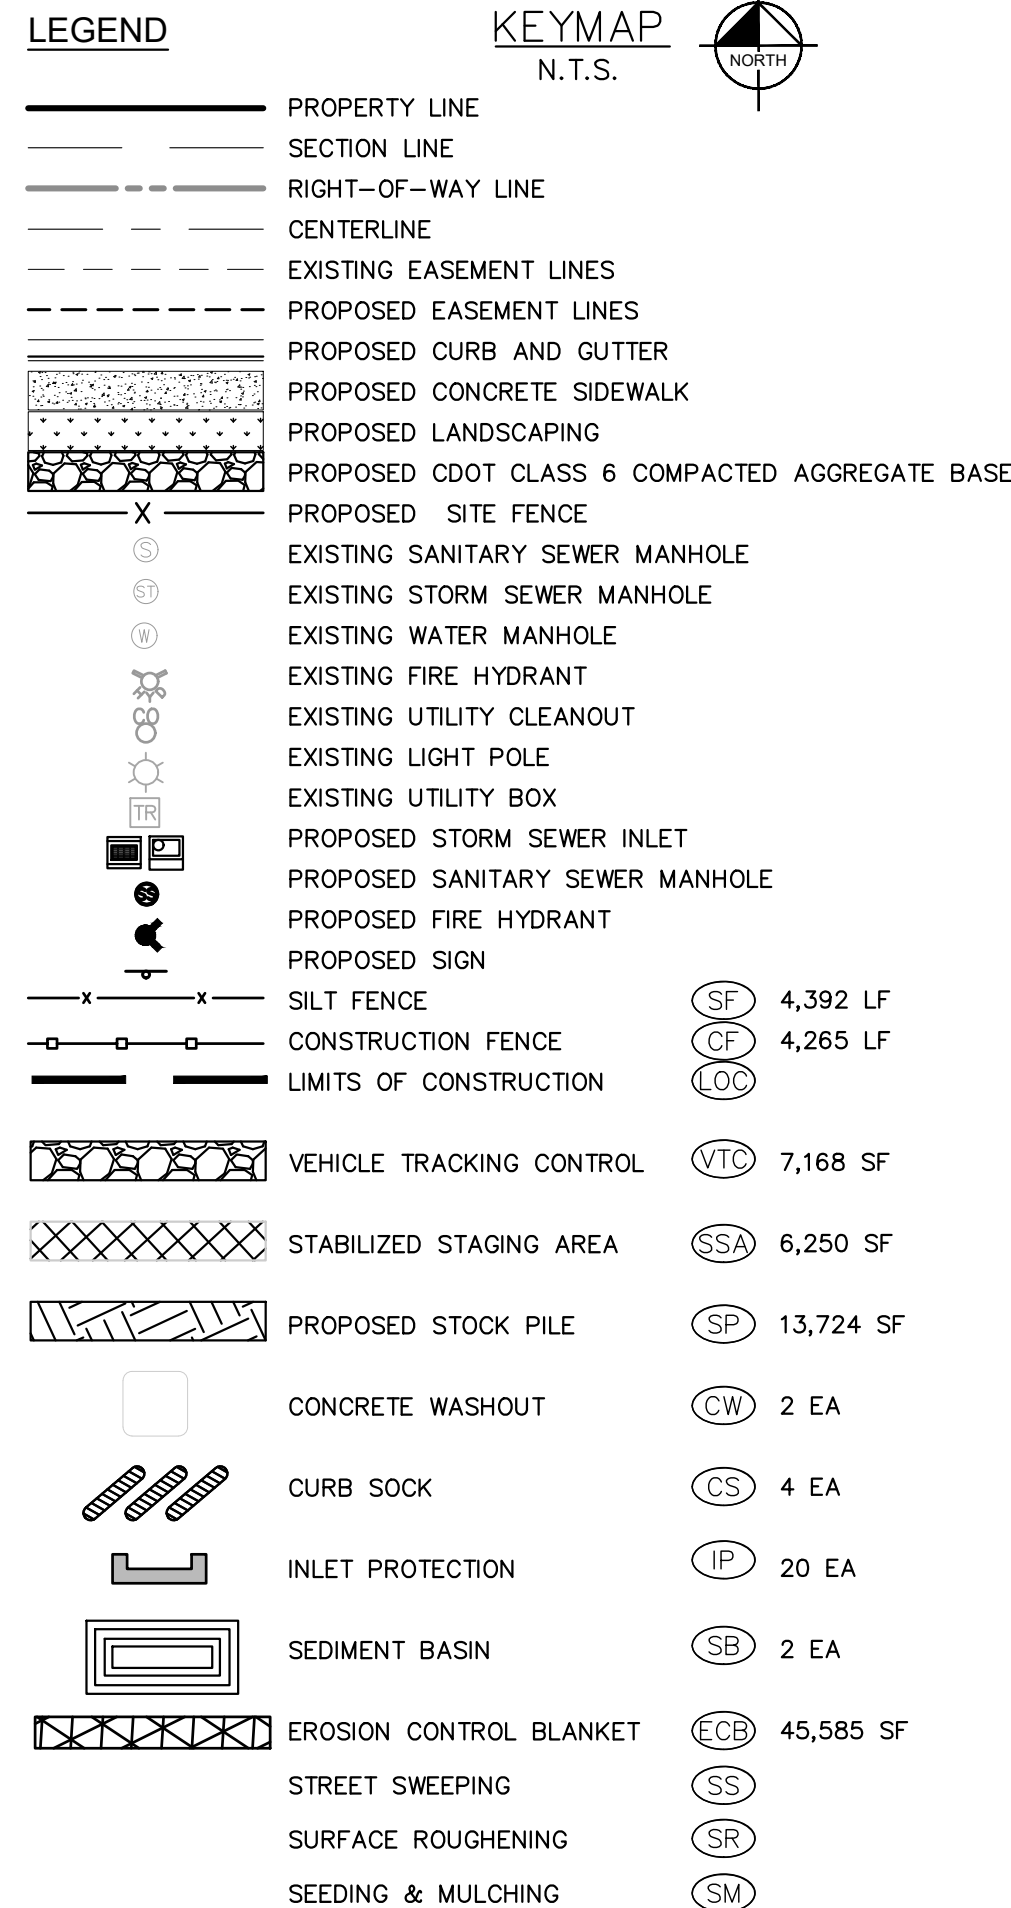 LEGEND
KEYMAP
N.T.S.
NORTH
PROPERTY LINE
SECTION LINE
RIGHT-OF-WAY LINE
CENTERLINE
EXISTING EASEMENT LINES
PROPOSED EASEMENT LINES
PROPOSED CURB AND GUTTER
PROPOSED CONCRETE SIDEWALK
PROPOSED LANDSCAPING
PROPOSED CDOT CLASS 6 COMPACTED AGGREGATE BASE
X PROPOSED SITE FENCE
S EXISTING SANITARY SEWER MANHOLE
ST EXISTING STORM SEWER MANHOLE
W EXISTING WATER MANHOLE
EXISTING FIRE HYDRANT
CO EXISTING UTILITY CLEANOUT
EXISTING LIGHT POLE
TR EXISTING UTILITY BOX
PROPOSED STORM SEWER INLET
SS PROPOSED SANITARY SEWER MANHOLE
PROPOSED FIRE HYDRANT
PROPOSED SIGN
x x SILT FENCE SF 4,392 LF
CONSTRUCTION FENCE CF 4,265 LF
LIMITS OF CONSTRUCTION LOC
VEHICLE TRACKING CONTROL VTC 7,168 SF
STABILIZED STAGING AREA SSA 6,250 SF
PROPOSED STOCK PILE SP 13,724 SF
CONCRETE WASHOUT CW 2 EA
CURB SOCK CS 4 EA
INLET PROTECTION IP 20 EA
SEDIMENT BASIN SB 2 EA
EROSION CONTROL BLANKET ECB 45,585 SF
STREET SWEEPING SS
SURFACE ROUGHENING SR
SEEDING & MULCHING SM